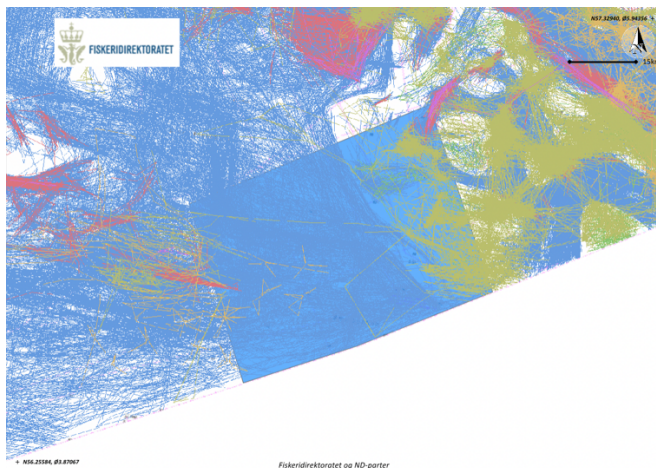 N57.32940, Ø5.94356 +
FISKERIDIREKTORATET
15km
+ N56.25584, Ø3.87067
Fiskeridirektoratet og ND-parter